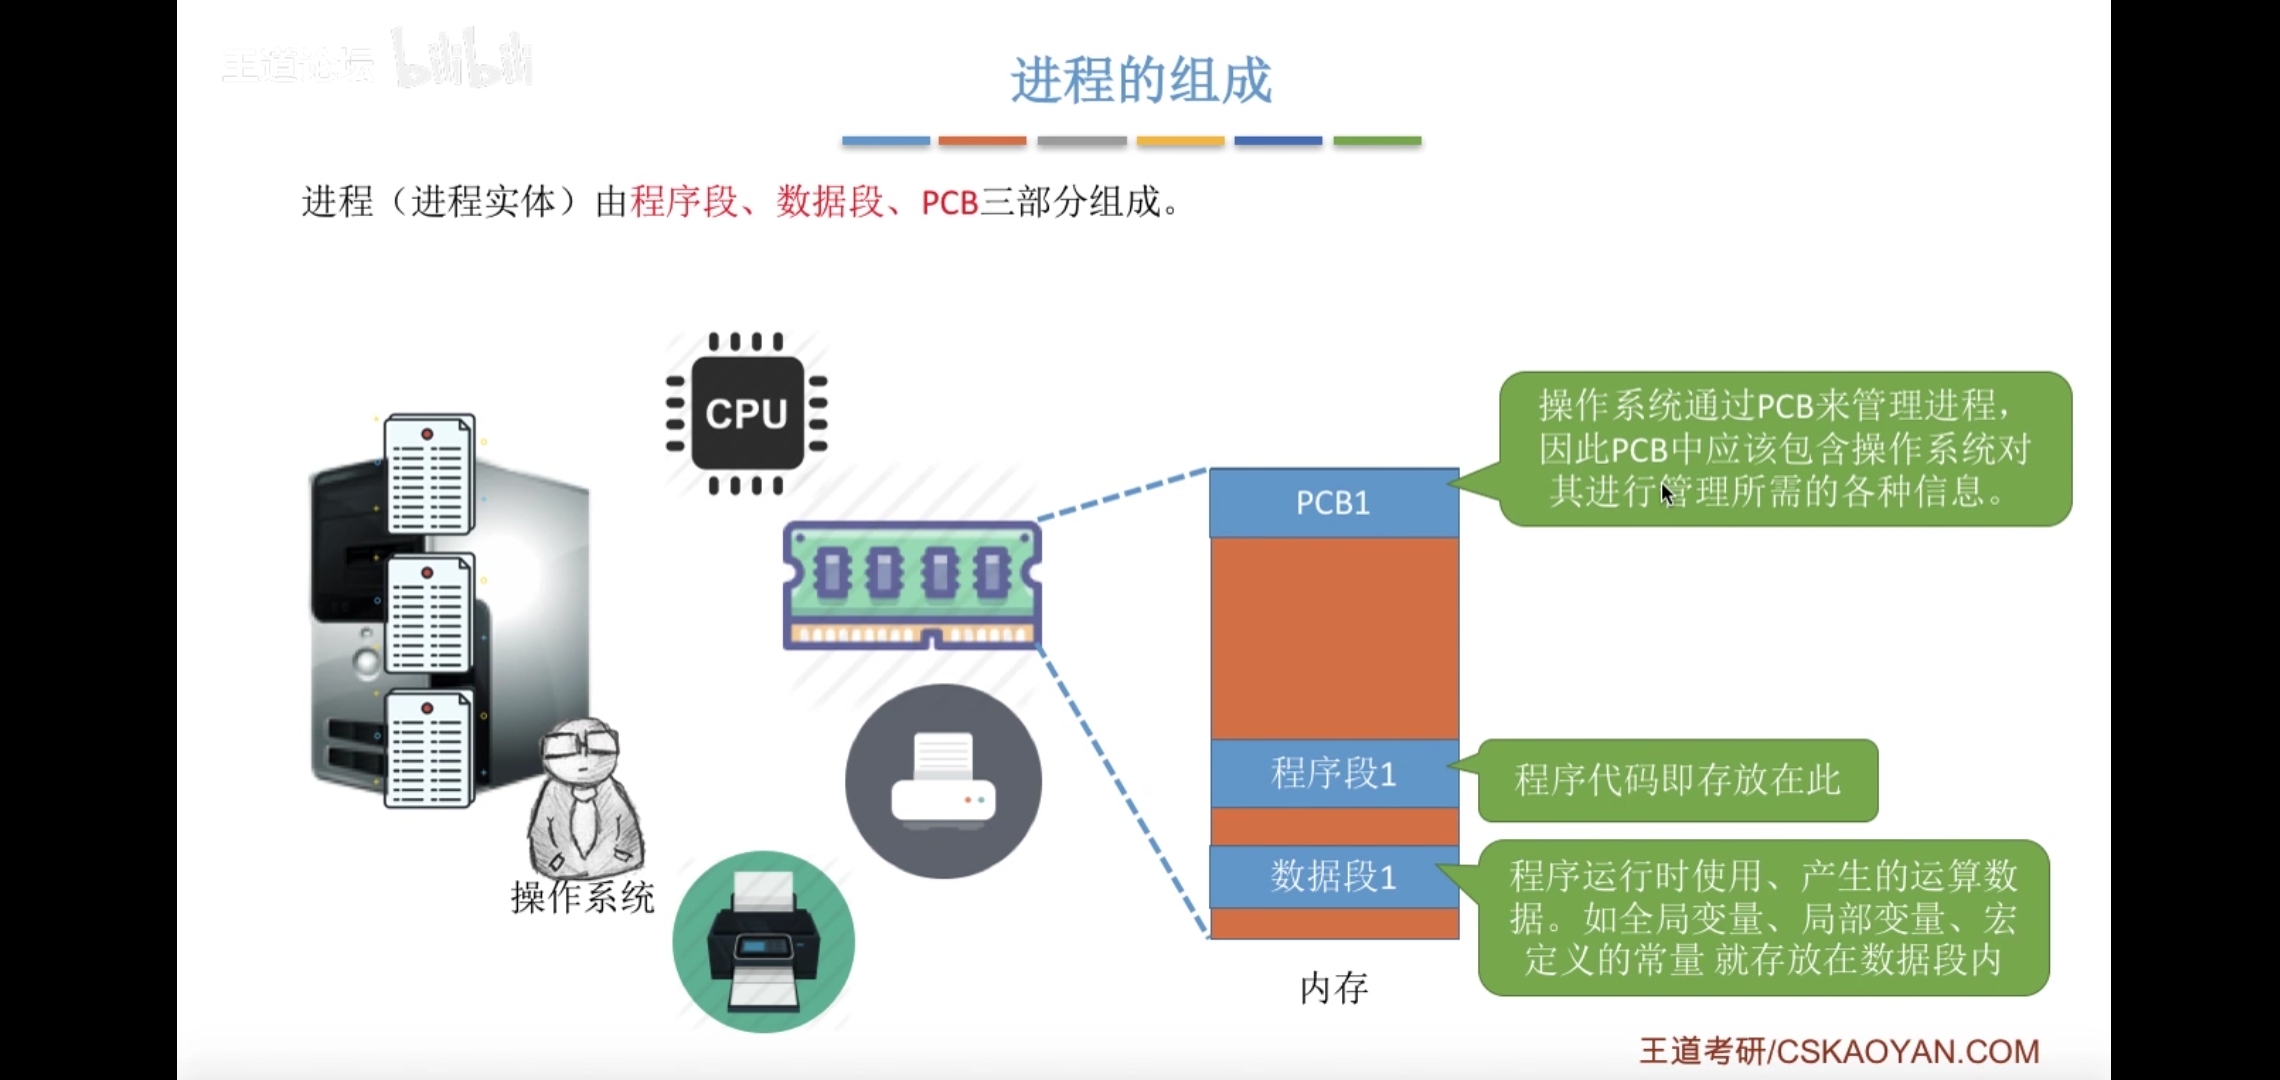 王道论坛 bilibili
进程的组成
进程（进程实体）由程序段、数据段、PCB三部分组成。
CPU
操作系统通过PCB来管理进程，
因此PCB中应该包含操作系统对
其进行管理所需的各种信息。
PCB1
程序段1
程序代码即存放在此
数据段1
程序运行时使用、产生的运算数
据。如全局变量、局部变量、宏
定义的常量 就存放在数据段内
操作系统
内存
王道考研/CSKAOYAN.COM